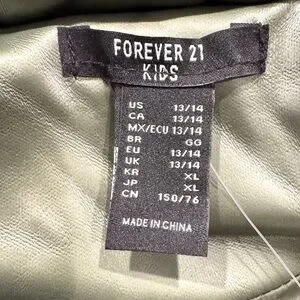 FOREVER 21
KIDS
US 13/14
CA 13/14
MX/ECU 13/14
BR GG
EU 13/14
UK 13/14
KR XL
JP XL
CN 150/76
MADE IN CHINA